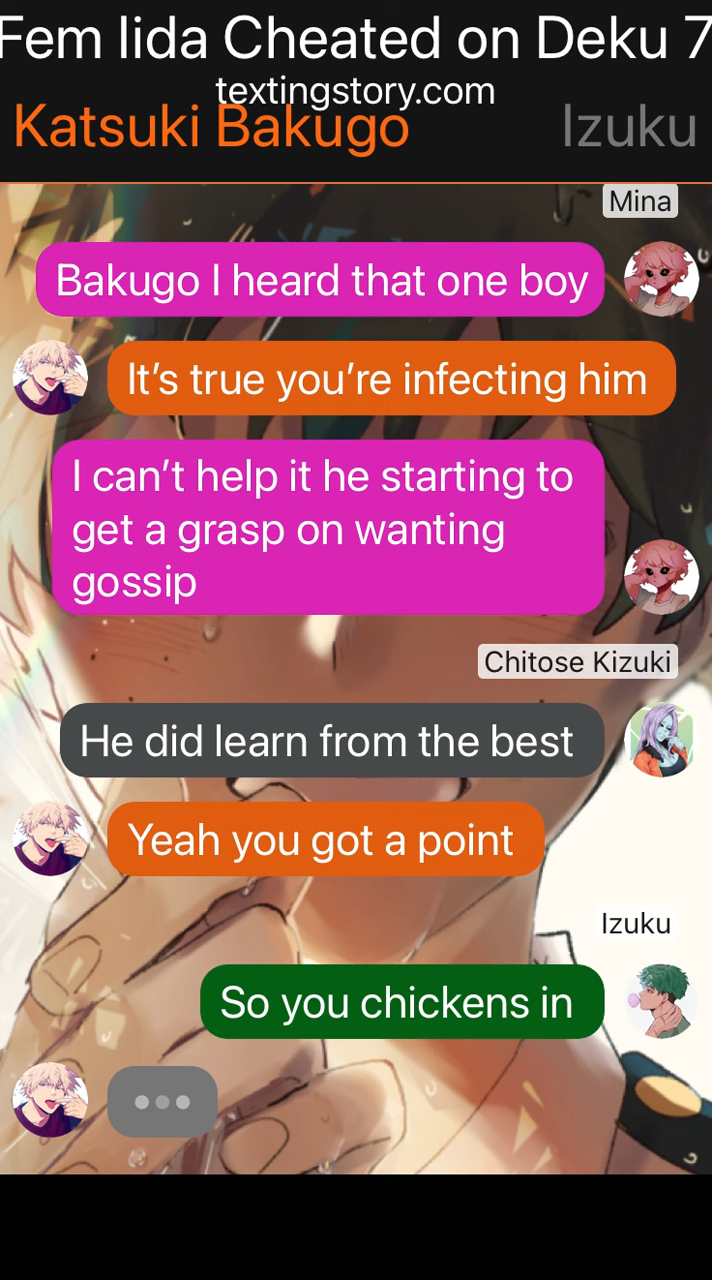 Fem Iida Cheated on Deku 7
textingstory.com
Katsuki Bakugo
Izuku
Mina
Bakugo I heard that one boy
It’s true you’re infecting him
I can’t help it he starting to
get a grasp on wanting
gossip
Chitose Kizuki
He did learn from the best
Yeah you got a point
Izuku
So you chickens in